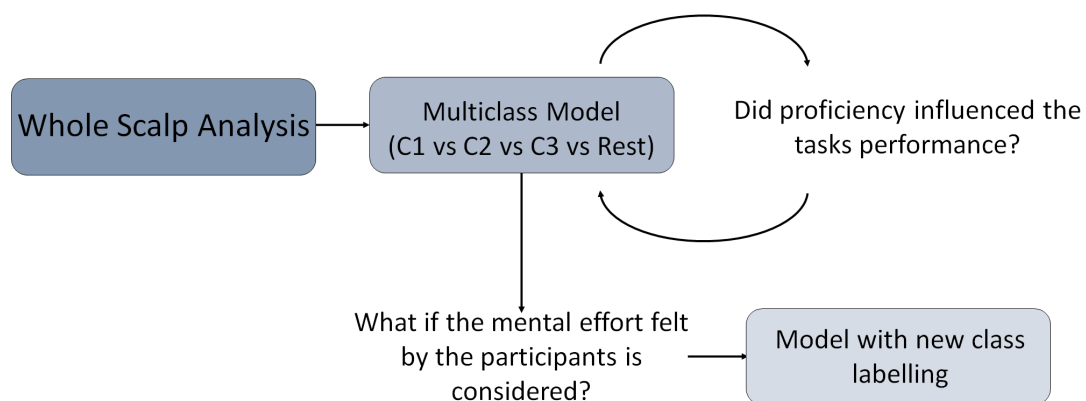 Whole Scalp Analysis
Multiclass Model
(C1 vs C2 vs C3 vs Rest)
Did proficiency influenced the
tasks performance?
What if the mental effort felt
by the participants is
considered?
Model with new class
labelling